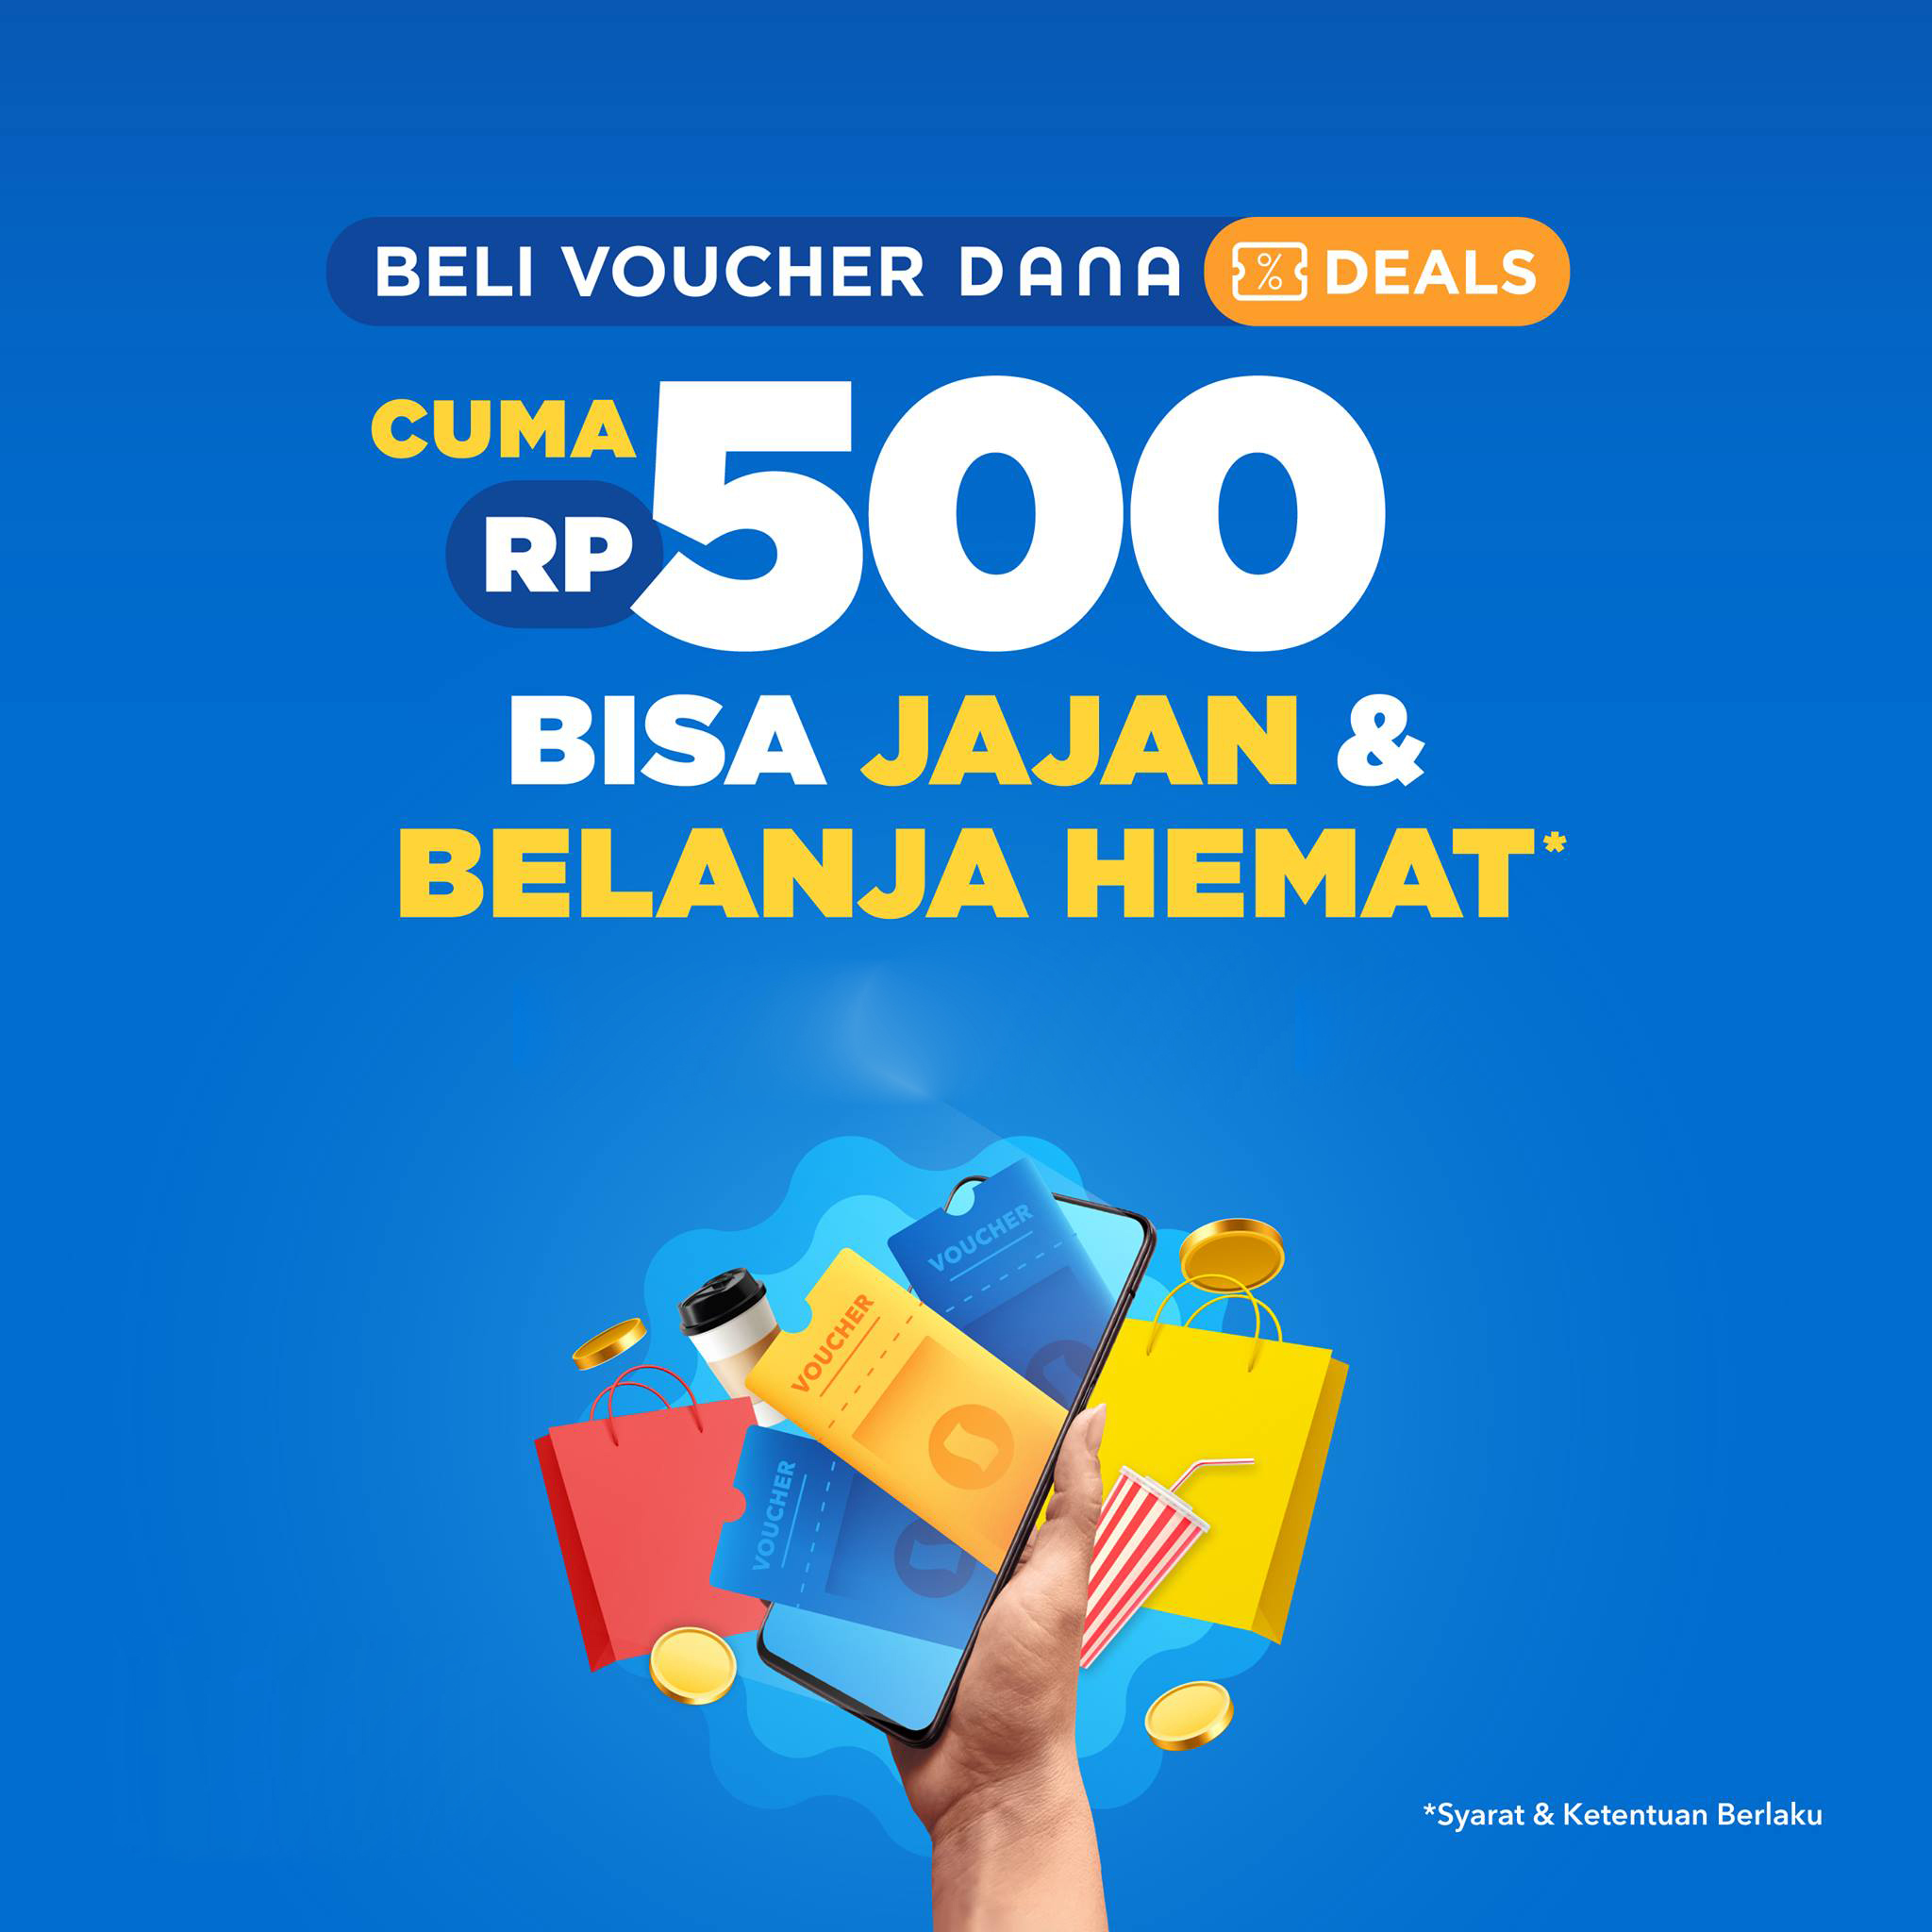 BELI VOUCHER DANA DEALS
CUMA
RP 500
BISA JAJAN &
BELANJA HEMAT*
VOUCHER
VOUCHER
VOUCHER
*Syarat & Ketentuan Berlaku